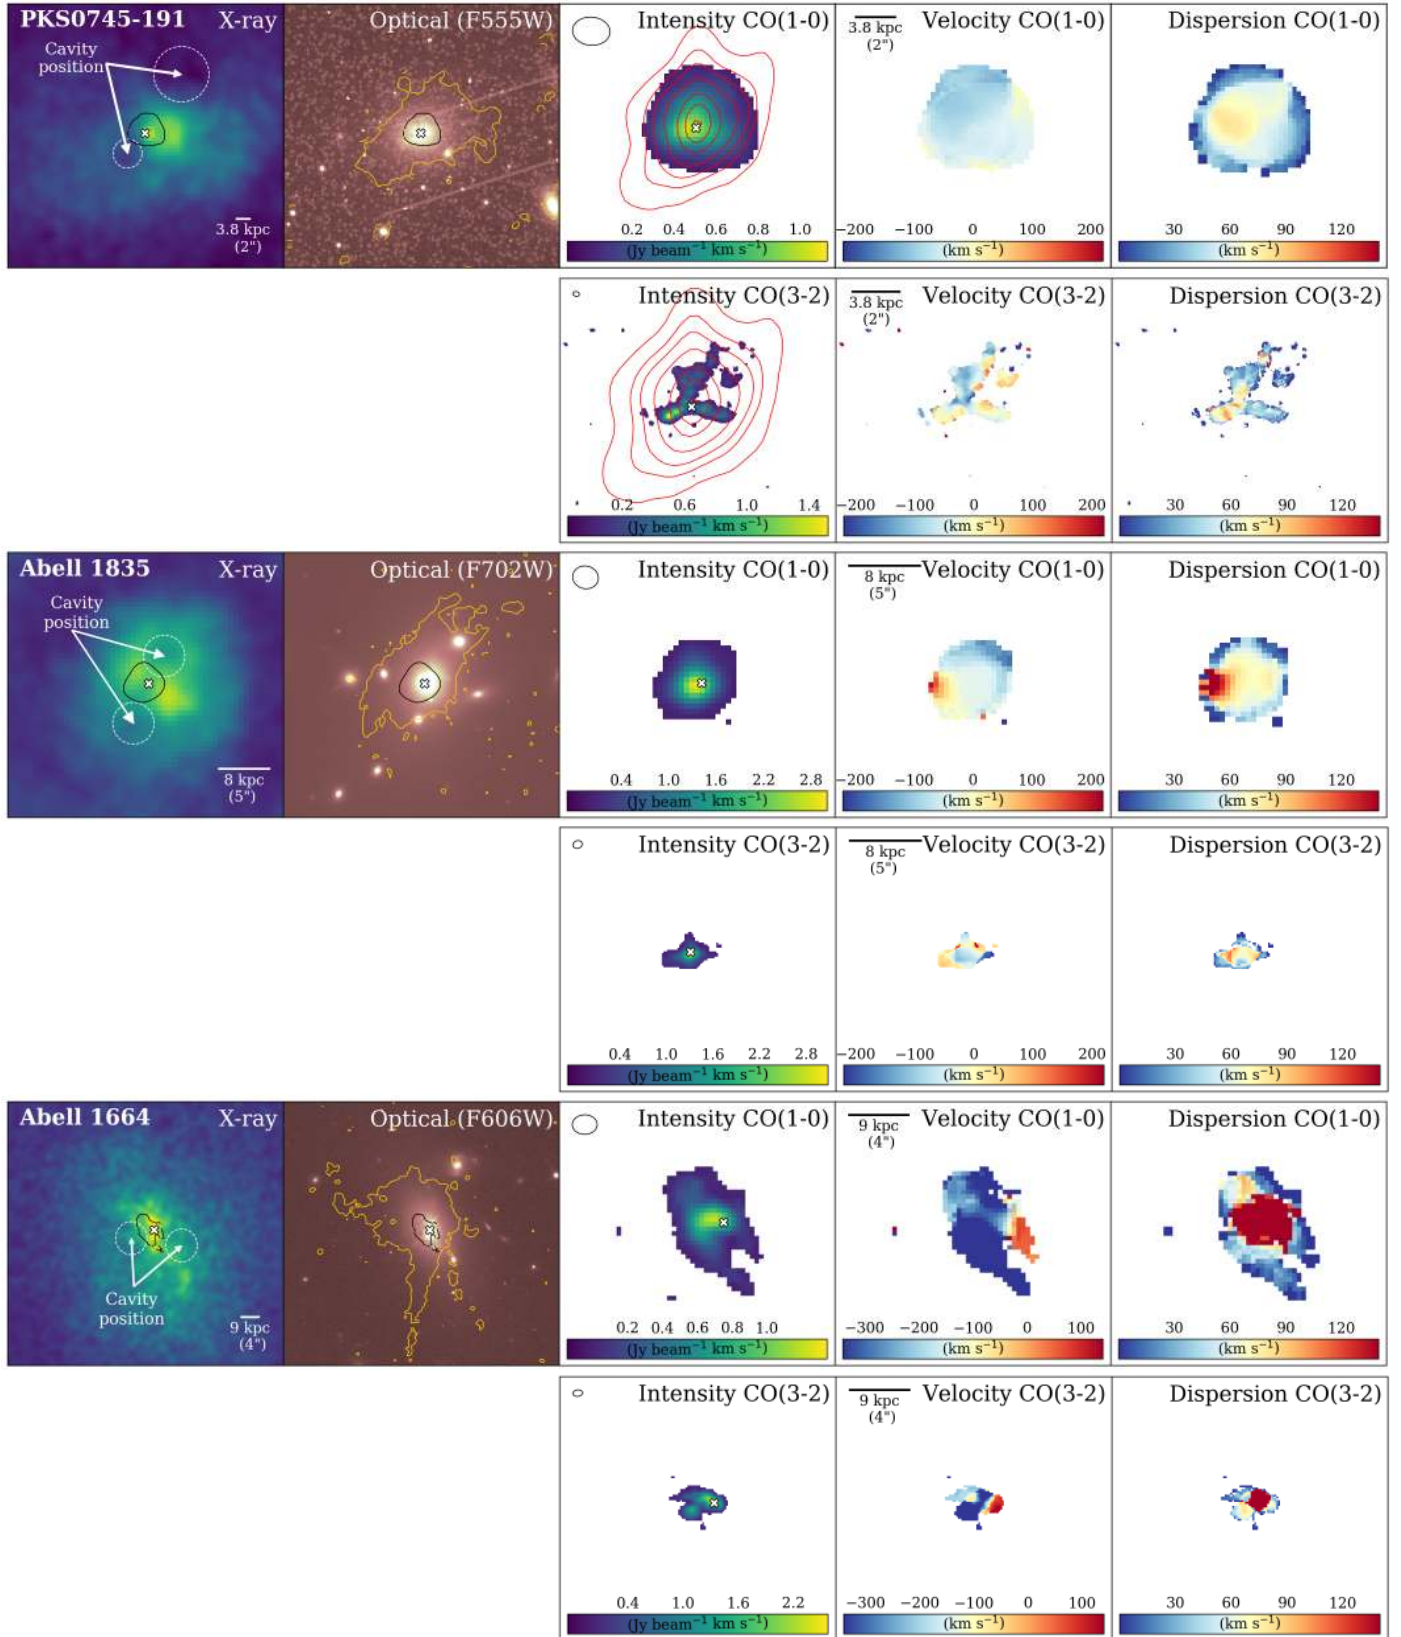 PKS0745-191 X-ray
Cavity
position
3.8 kpc
(2")
Optical (F555W)
Intensity CO(1-0)
0.2 0.4 0.6 0.8 1.0
(Jy beam⁻¹ km s⁻¹)
3.8 kpc
(2")
Velocity CO(1-0)
−200 −100 0 100 200
(km s⁻¹)
Dispersion CO(1-0)
30 60 90 120
(km s⁻¹)
Intensity CO(3-2)
0.2 0.6 1.0 1.4
(Jy beam⁻¹ km s⁻¹)
3.8 kpc
(2")
Velocity CO(3-2)
−200 −100 0 100 200
(km s⁻¹)
Dispersion CO(3-2)
30 60 90 120
(km s⁻¹)
Abell 1835 X-ray
Cavity
position
8 kpc
(5")
Optical (F702W)
Intensity CO(1-0)
0.4 1.0 1.6 2.2 2.8
(Jy beam⁻¹ km s⁻¹)
8 kpc
(5")
Velocity CO(1-0)
−200 −100 0 100 200
(km s⁻¹)
Dispersion CO(1-0)
30 60 90 120
(km s⁻¹)
Intensity CO(3-2)
0.4 1.0 1.6 2.2 2.8
(Jy beam⁻¹ km s⁻¹)
8 kpc
(5")
Velocity CO(3-2)
−200 −100 0 100 200
(km s⁻¹)
Dispersion CO(3-2)
30 60 90 120
(km s⁻¹)
Abell 1664 X-ray
Cavity
position
9 kpc
(4")
Optical (F606W)
Intensity CO(1-0)
0.2 0.4 0.6 0.8 1.0
(Jy beam⁻¹ km s⁻¹)
9 kpc
(4")
Velocity CO(1-0)
−300 −200 −100 0 100
(km s⁻¹)
Dispersion CO(1-0)
30 60 90 120
(km s⁻¹)
Intensity CO(3-2)
0.4 1.0 1.6 2.2
(Jy beam⁻¹ km s⁻¹)
9 kpc
(4")
Velocity CO(3-2)
−300 −200 −100 0 100
(km s⁻¹)
Dispersion CO(3-2)
30 60 90 120
(km s⁻¹)